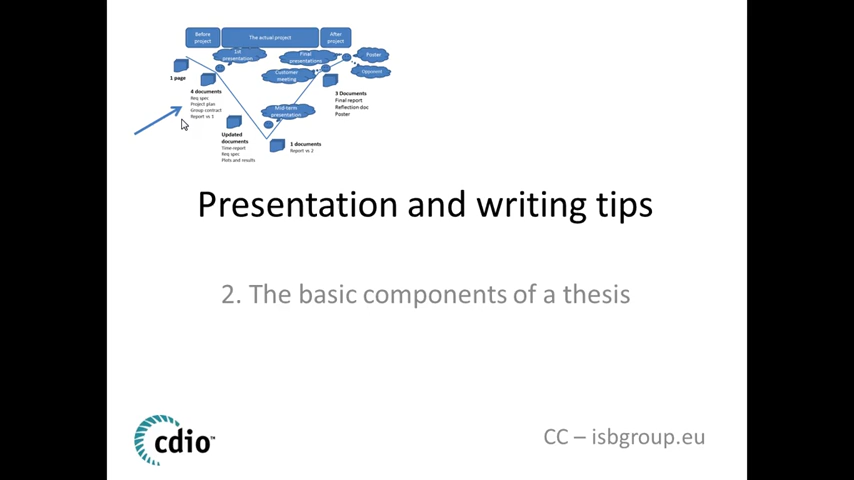 Before
project
The actual project
After
project
1st
presentation
Final
presentations
Poster
Customer
meeting
Opponent
1 page
4 documents
Req spec
Project plan
Group contract
Report vs 1
3 Documents
Final report
Reflection doc
Poster
Mid-term
presentation
Updated
documents
Time report
Req spec
Plots and results
1 documents
Report vs 2
Presentation and writing tips
2. The basic components of a thesis
cdio™
CC – isbgroup.eu